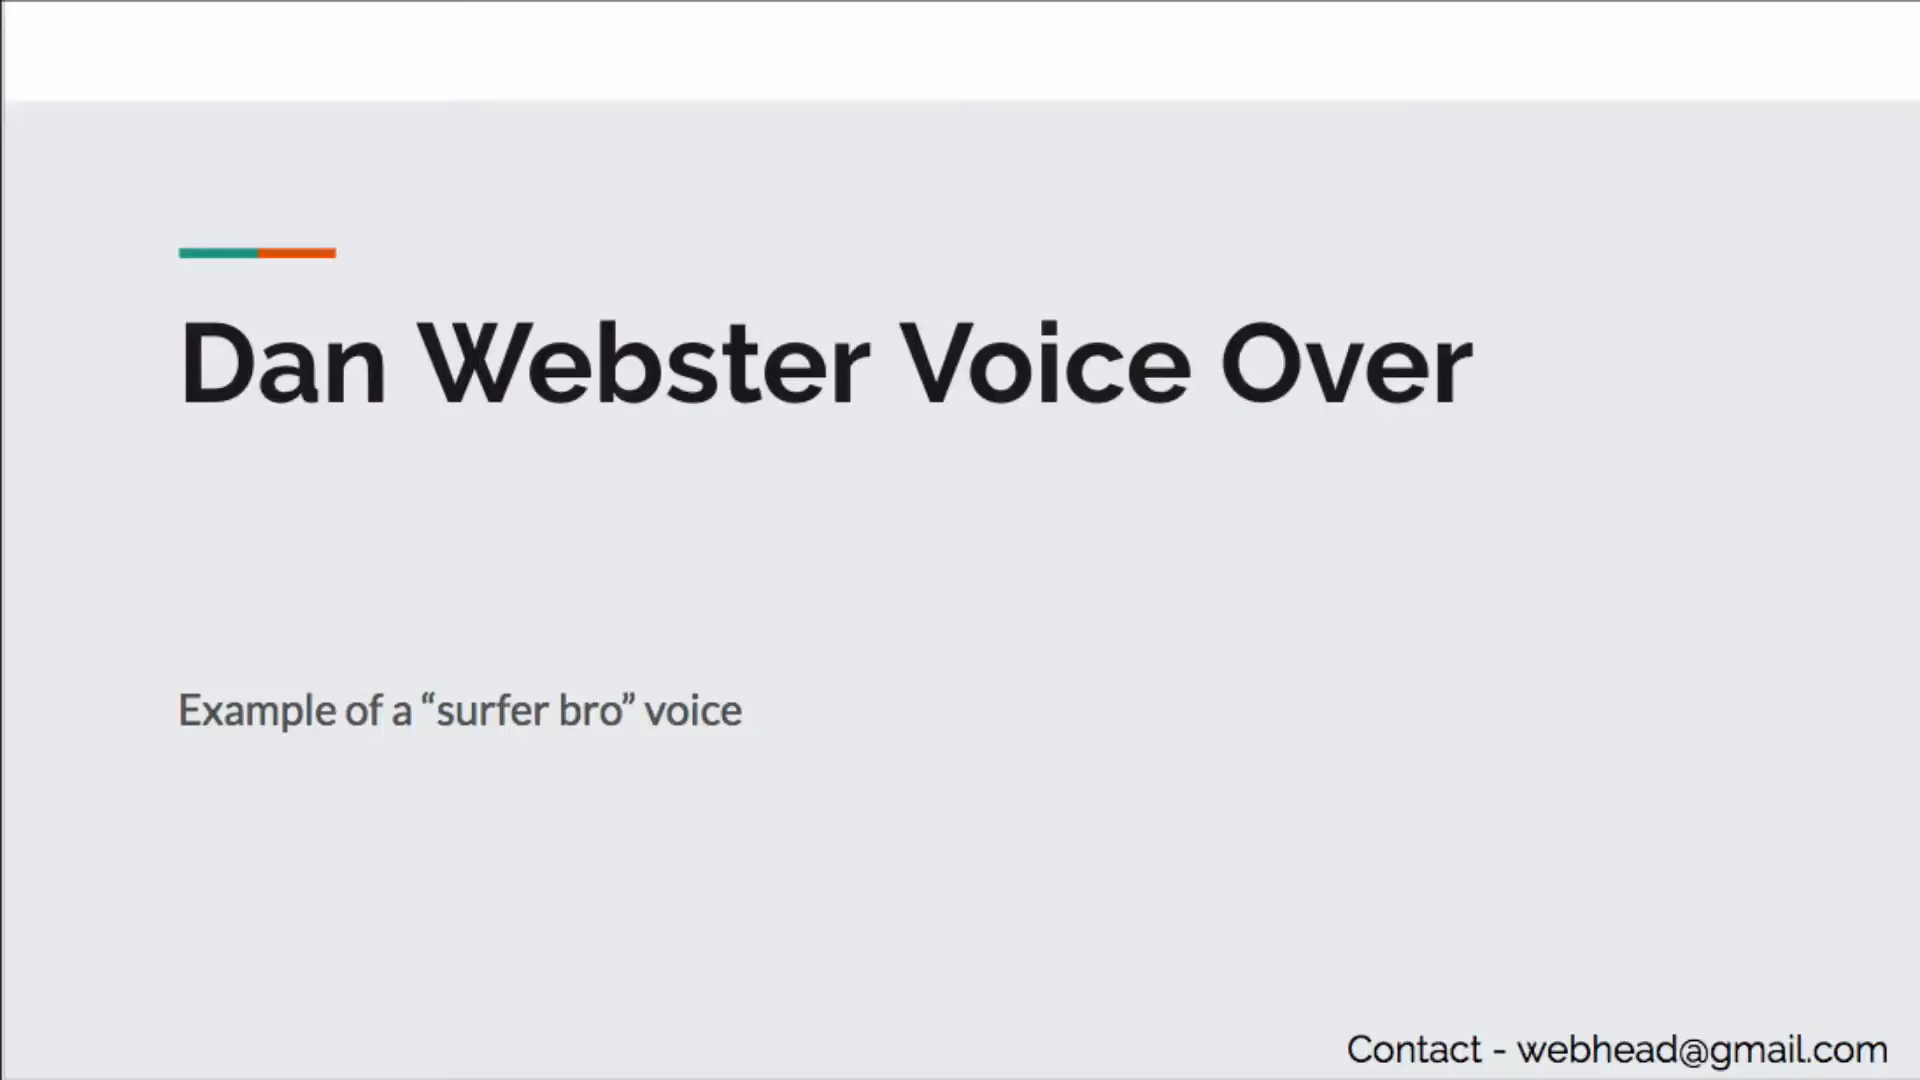 Dan Webster Voice Over
Example of a “surfer bro” voice
Contact - webhead@gmail.com